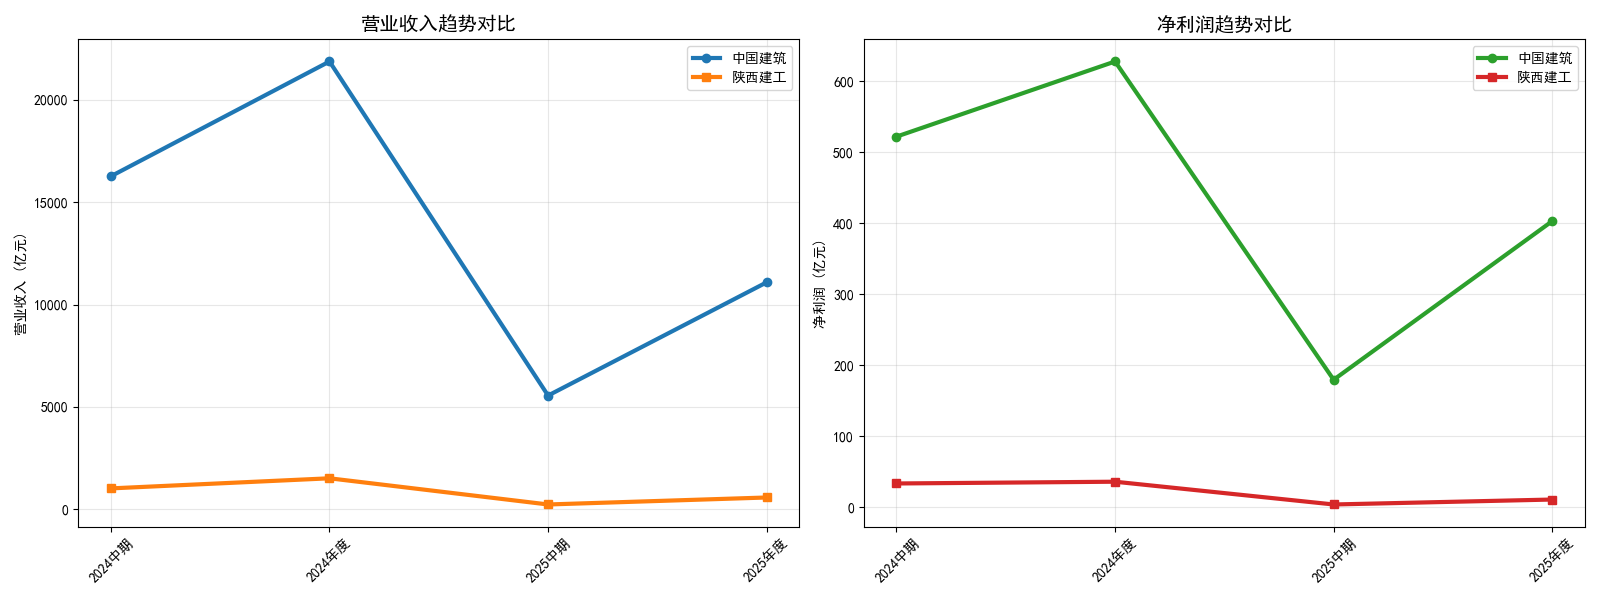 营业收入趋势对比
中国建筑
陕西建工
营业收入 (亿元)
20000
15000
10000
5000
0
2024中期
2024年度
2025中期
2025年度
净利润趋势对比
中国建筑
陕西建工
净利润 (亿元)
600
500
400
300
200
100
0
2024中期
2024年度
2025中期
2025年度